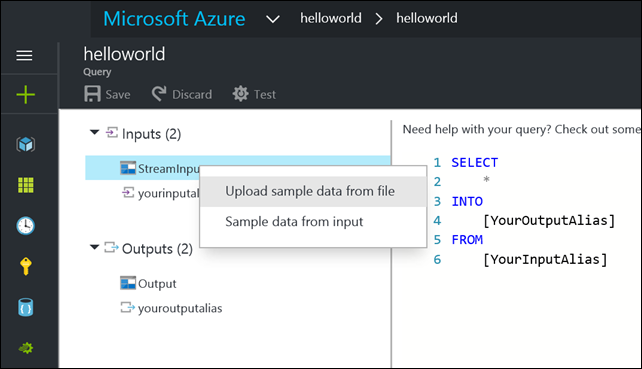 Microsoft Azure helloworld helloworld
helloworld
Query
Save Discard Test
Inputs (2)
StreamInpu
yourinputal
Upload sample data from file
Sample data from input
Outputs (2)
Output
youroutputalias
Need help with your query? Check out some
1 SELECT
2 *
3 INTO
4 [YourOutputAlias]
5 FROM
6 [YourInputAlias]